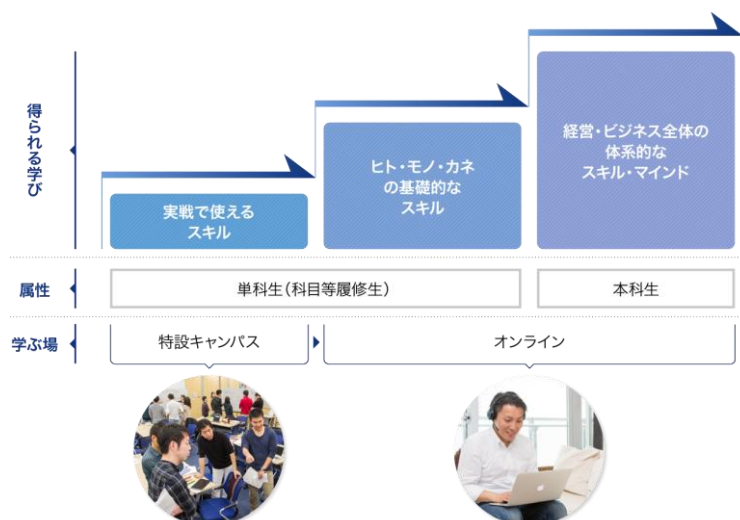 得られる学び
実戦で使える
スキル
ヒト・モノ・カネ
の基礎的な
スキル
経営・ビジネス全体の
体系的な
スキル・マインド
属性
単科生(科目等履修生)
本科生
学ぶ場
特設キャンパス
オンライン